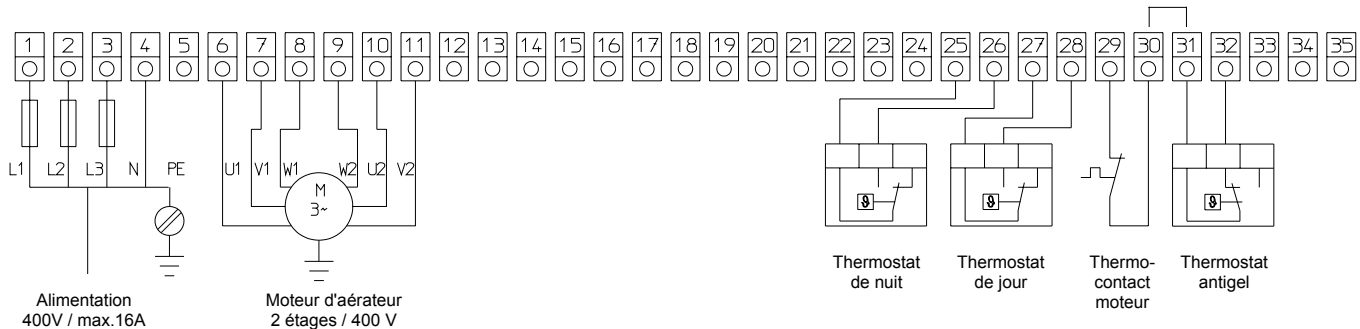 1 2 3 4 5 6 7 8 9 10 11 12 13 14 15 16 17 18 19 20 21 22 23 24 25 26 27 28 29 30 31 32 33 34 35
L1 L2 L3 N PE U1 V1 W1 W2 U2 V2
M
3~
ϑ ϑ ϑ
Thermostat
de nuit
Thermostat
de jour
Thermo-
contact
moteur
Thermostat
antigel
Alimentation
400V / max.16A
Moteur d'aérateur
2 étages / 400 V